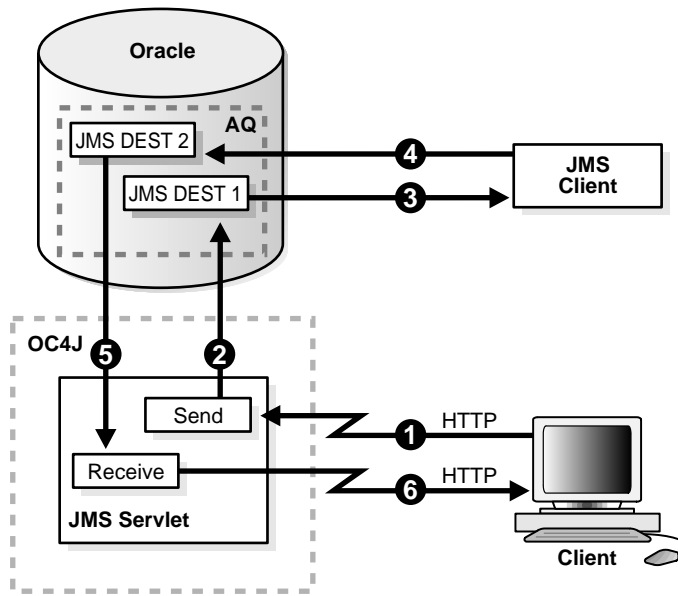 Oracle
AQ
JMS DEST 2
4
JMS
Client
JMS DEST 1
3
OC4J
5
2
Send
1
HTTP
Receive
6
HTTP
JMS Servlet
Client